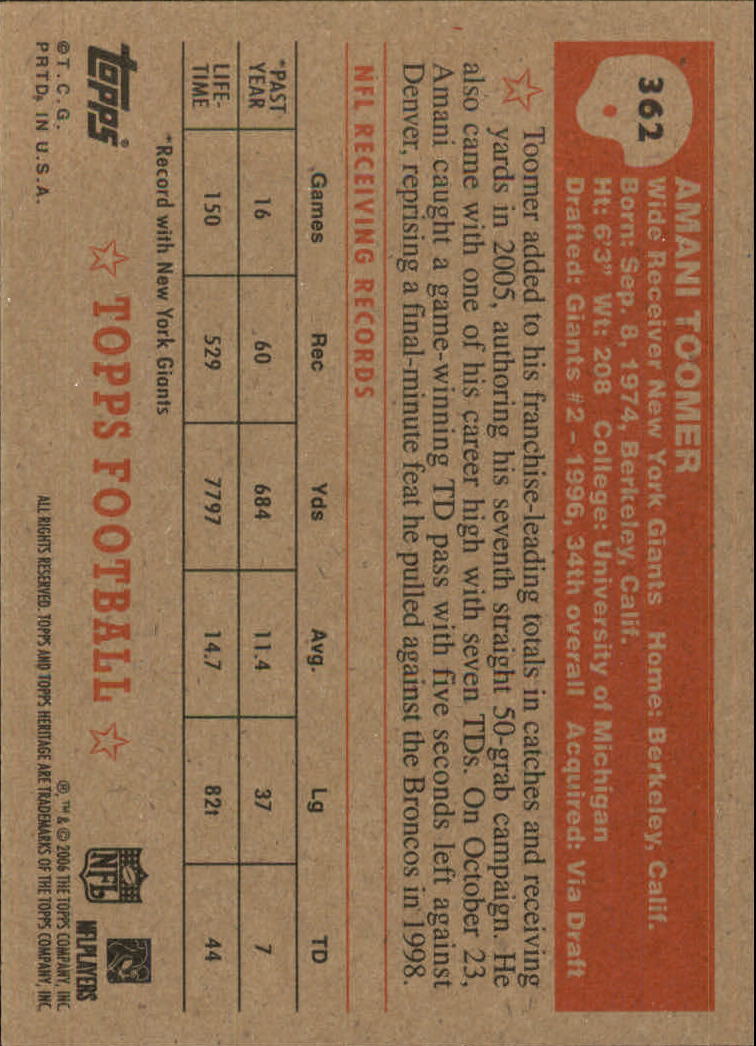 362
AMANI TOOMER
Wide Receiver New York Giants Home: Berkeley, Calif.
Born: Sep. 8, 1974, Berkeley, Calif.
Ht: 6'3" Wt: 208 College: University of Michigan
Drafted: Giants #2 - 1996, 34th overall Acquired: Via Draft
Toomer added to his franchise-leading totals in catches and receiving
yards in 2005, authoring his seventh straight 50-grab campaign. He
also came with one of his career high with seven TDs. On October 23,
Amani caught a game-winning TD pass with five seconds left against
Denver, reprising a final-minute feat he pulled against the Broncos in 1998.
NFL RECEIVING RECORDS
Games Rec Yds Avg. Lg TD
*PAST YEAR 16 60 684 11.4 37 7
LIFE-TIME 150 529 7797 14.7 82t 44
*Record with New York Giants
topps®
☆ TOPPS FOOTBALL ☆
NFL
NFLPLAYERS
©T.C.G.
PRTD. IN U.S.A.
®, ™ & © 2006 THE TOPPS COMPANY, INC.
ALL RIGHTS RESERVED. TOPPS AND TOPPS HERITAGE ARE TRADEMARKS OF THE TOPPS COMPANY, INC.